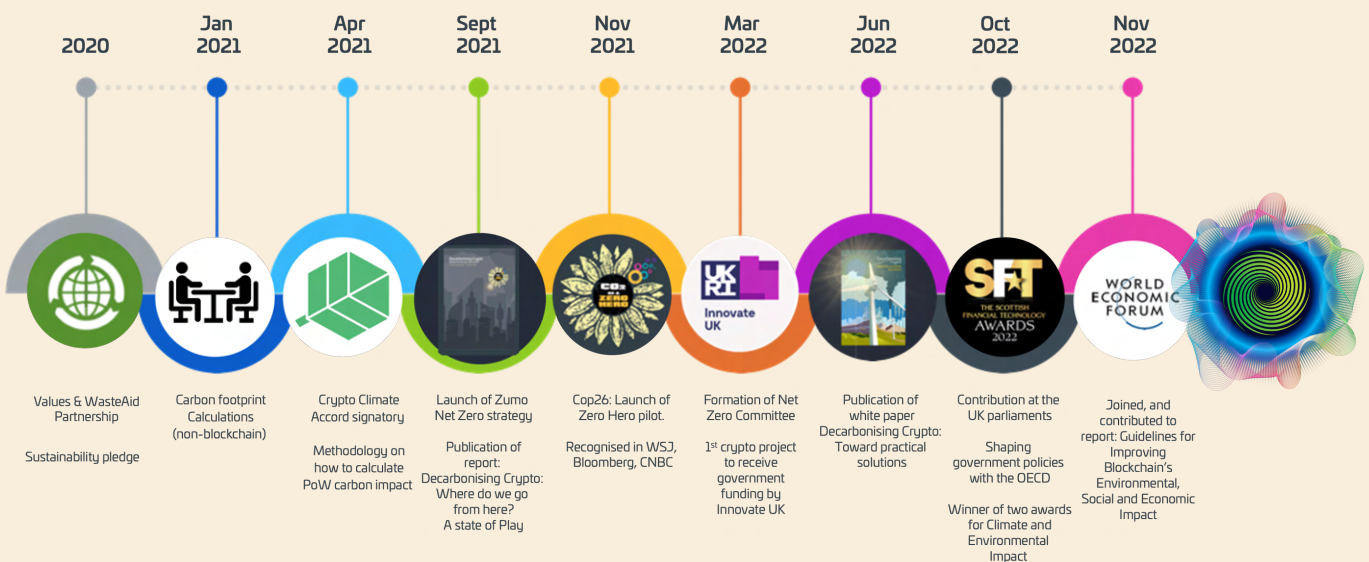 2020
Jan
2021
Apr
2021
Sept
2021
Nov
2021
Mar
2022
Jun
2022
Oct
2022
Nov
2022
CO2
ZERO
HERO
UK
RI
Innovate
UK
SFT
THE SCOTTISH
FINANCIAL TECHNOLOGY
AWARDS
2022
WORLD
ECONOMIC
FORUM
Values & WasteAid
Partnership
Sustainability pledge
Carbon footprint
Calculations
(non-blockchain)
Crypto Climate
Accord signatory
Methodology on
how to calculate
PoW carbon impact
Launch of Zumo
Net Zero strategy
Publication of
report:
Decarbonising Crypto:
Where do we go
from here?
A state of Play
Cop26: Launch of
Zero Hero pilot.
Recognised in WSJ,
Bloomberg, CNBC
Formation of Net
Zero Committee
1st crypto project
to receive
government
funding by
Innovate UK
Publication of
white paper
Decarbonising Crypto:
Toward practical
solutions
Contribution at the
UK parliaments
Shaping
government policies
with the OECD
Winner of two awards
for Climate and
Environmental
Impact
Joined, and
contributed to
report: Guidelines for
Improving
Blockchain's
Environmental,
Social and Economic
Impact